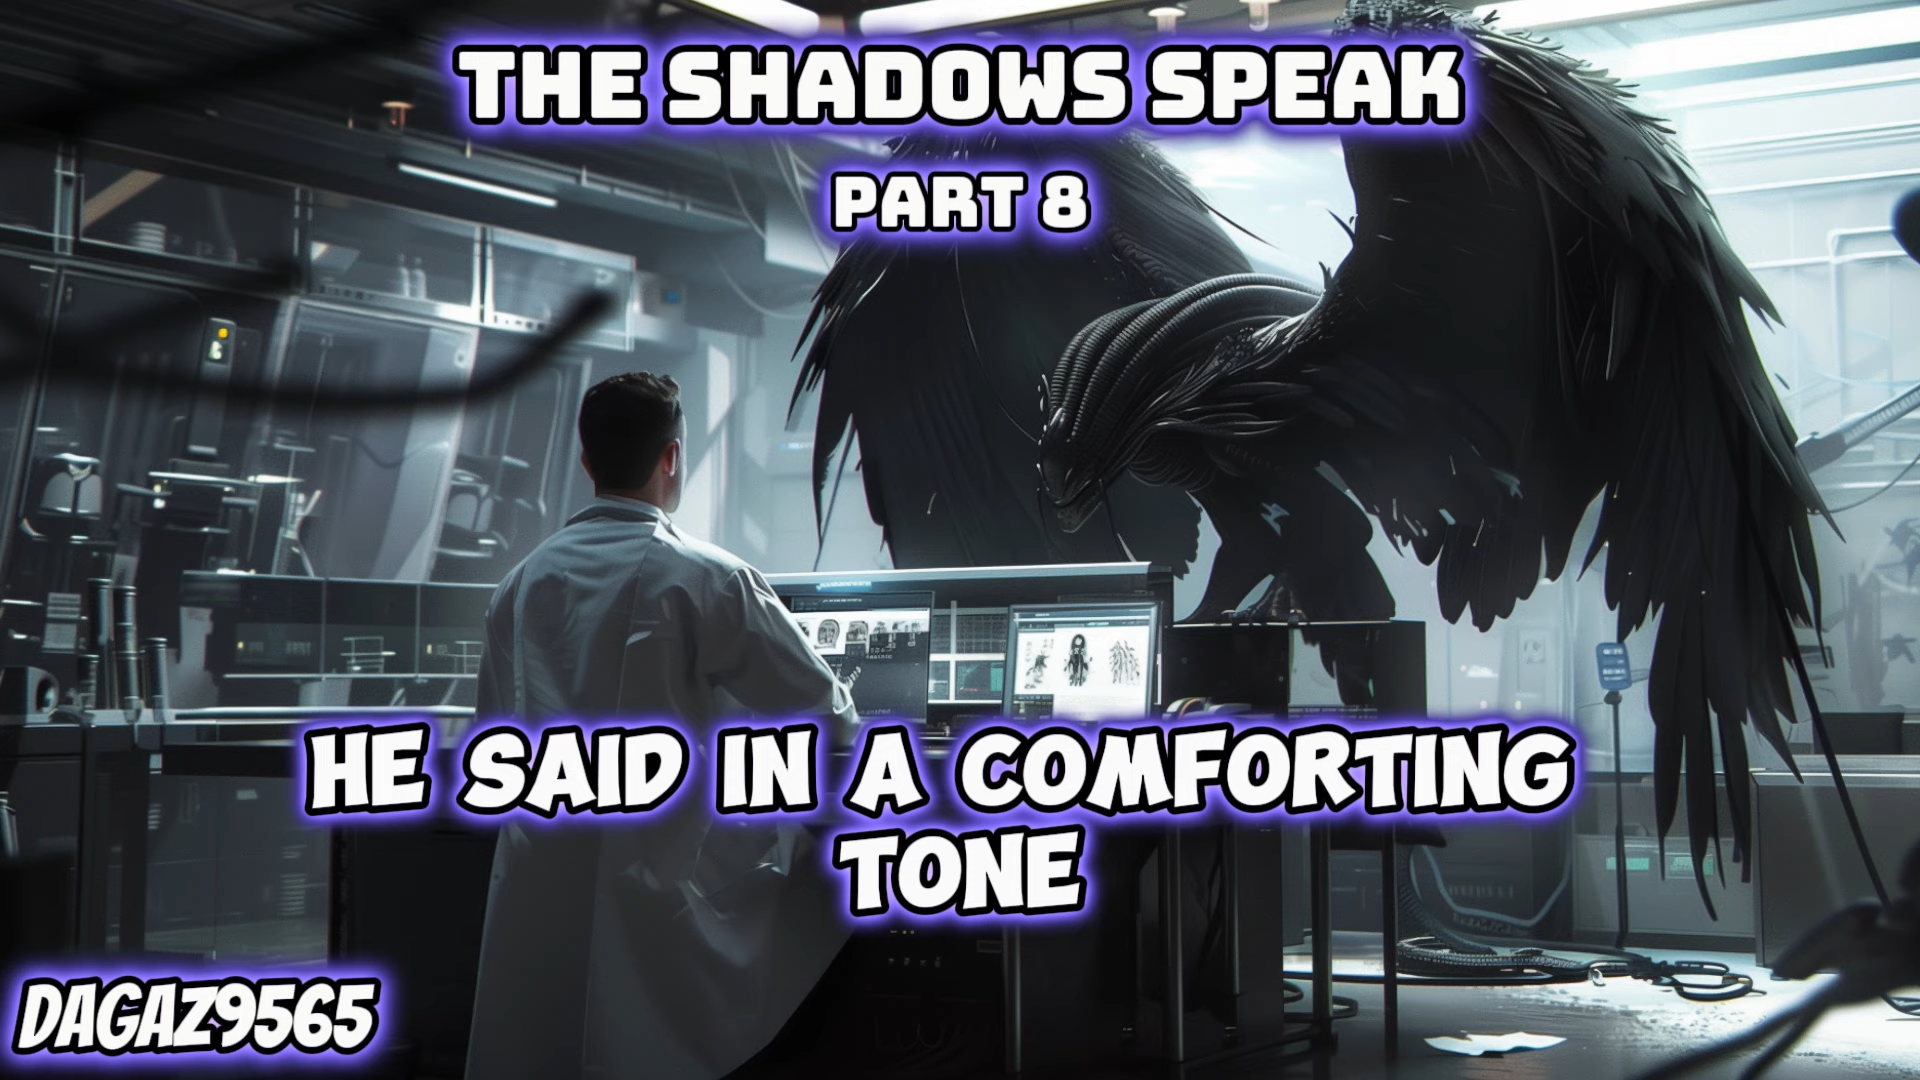 THE SHADOWS SPEAK
PART 8
HE SAID IN A COMFORTING
TONE
DAGAZ9565